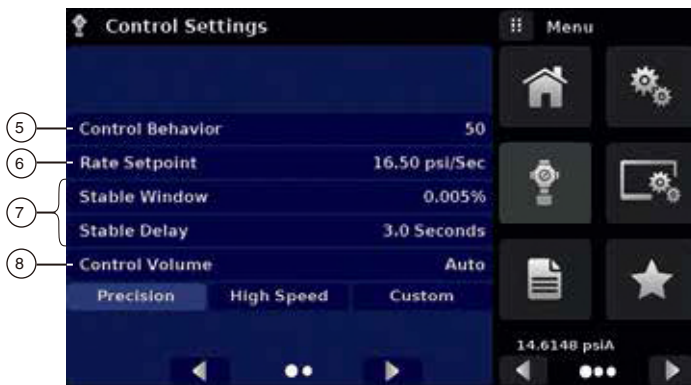 Control Settings
Menu
5
Control Behavior 50
6
Rate Setpoint 16.50 psi/Sec
7
Stable Window 0.005%
Stable Delay 3.0 Seconds
8
Control Volume Auto
Precision High Speed Custom
14.6148 psiA